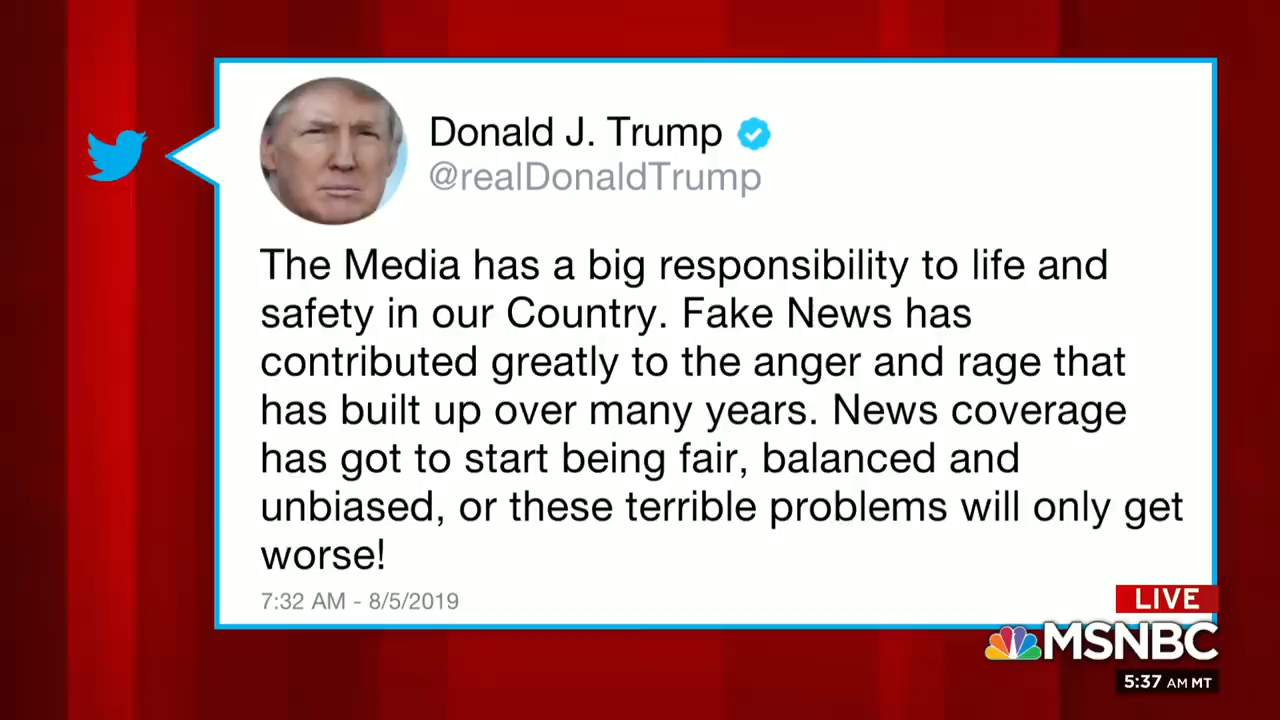 Donald J. Trump
@realDonaldTrump
The Media has a big responsibility to life and
safety in our Country. Fake News has
contributed greatly to the anger and rage that
has built up over many years. News coverage
has got to start being fair, balanced and
unbiased, or these terrible problems will only get
worse!
7:32 AM - 8/5/2019
LIVE
MSNBC
5:37 AM MT